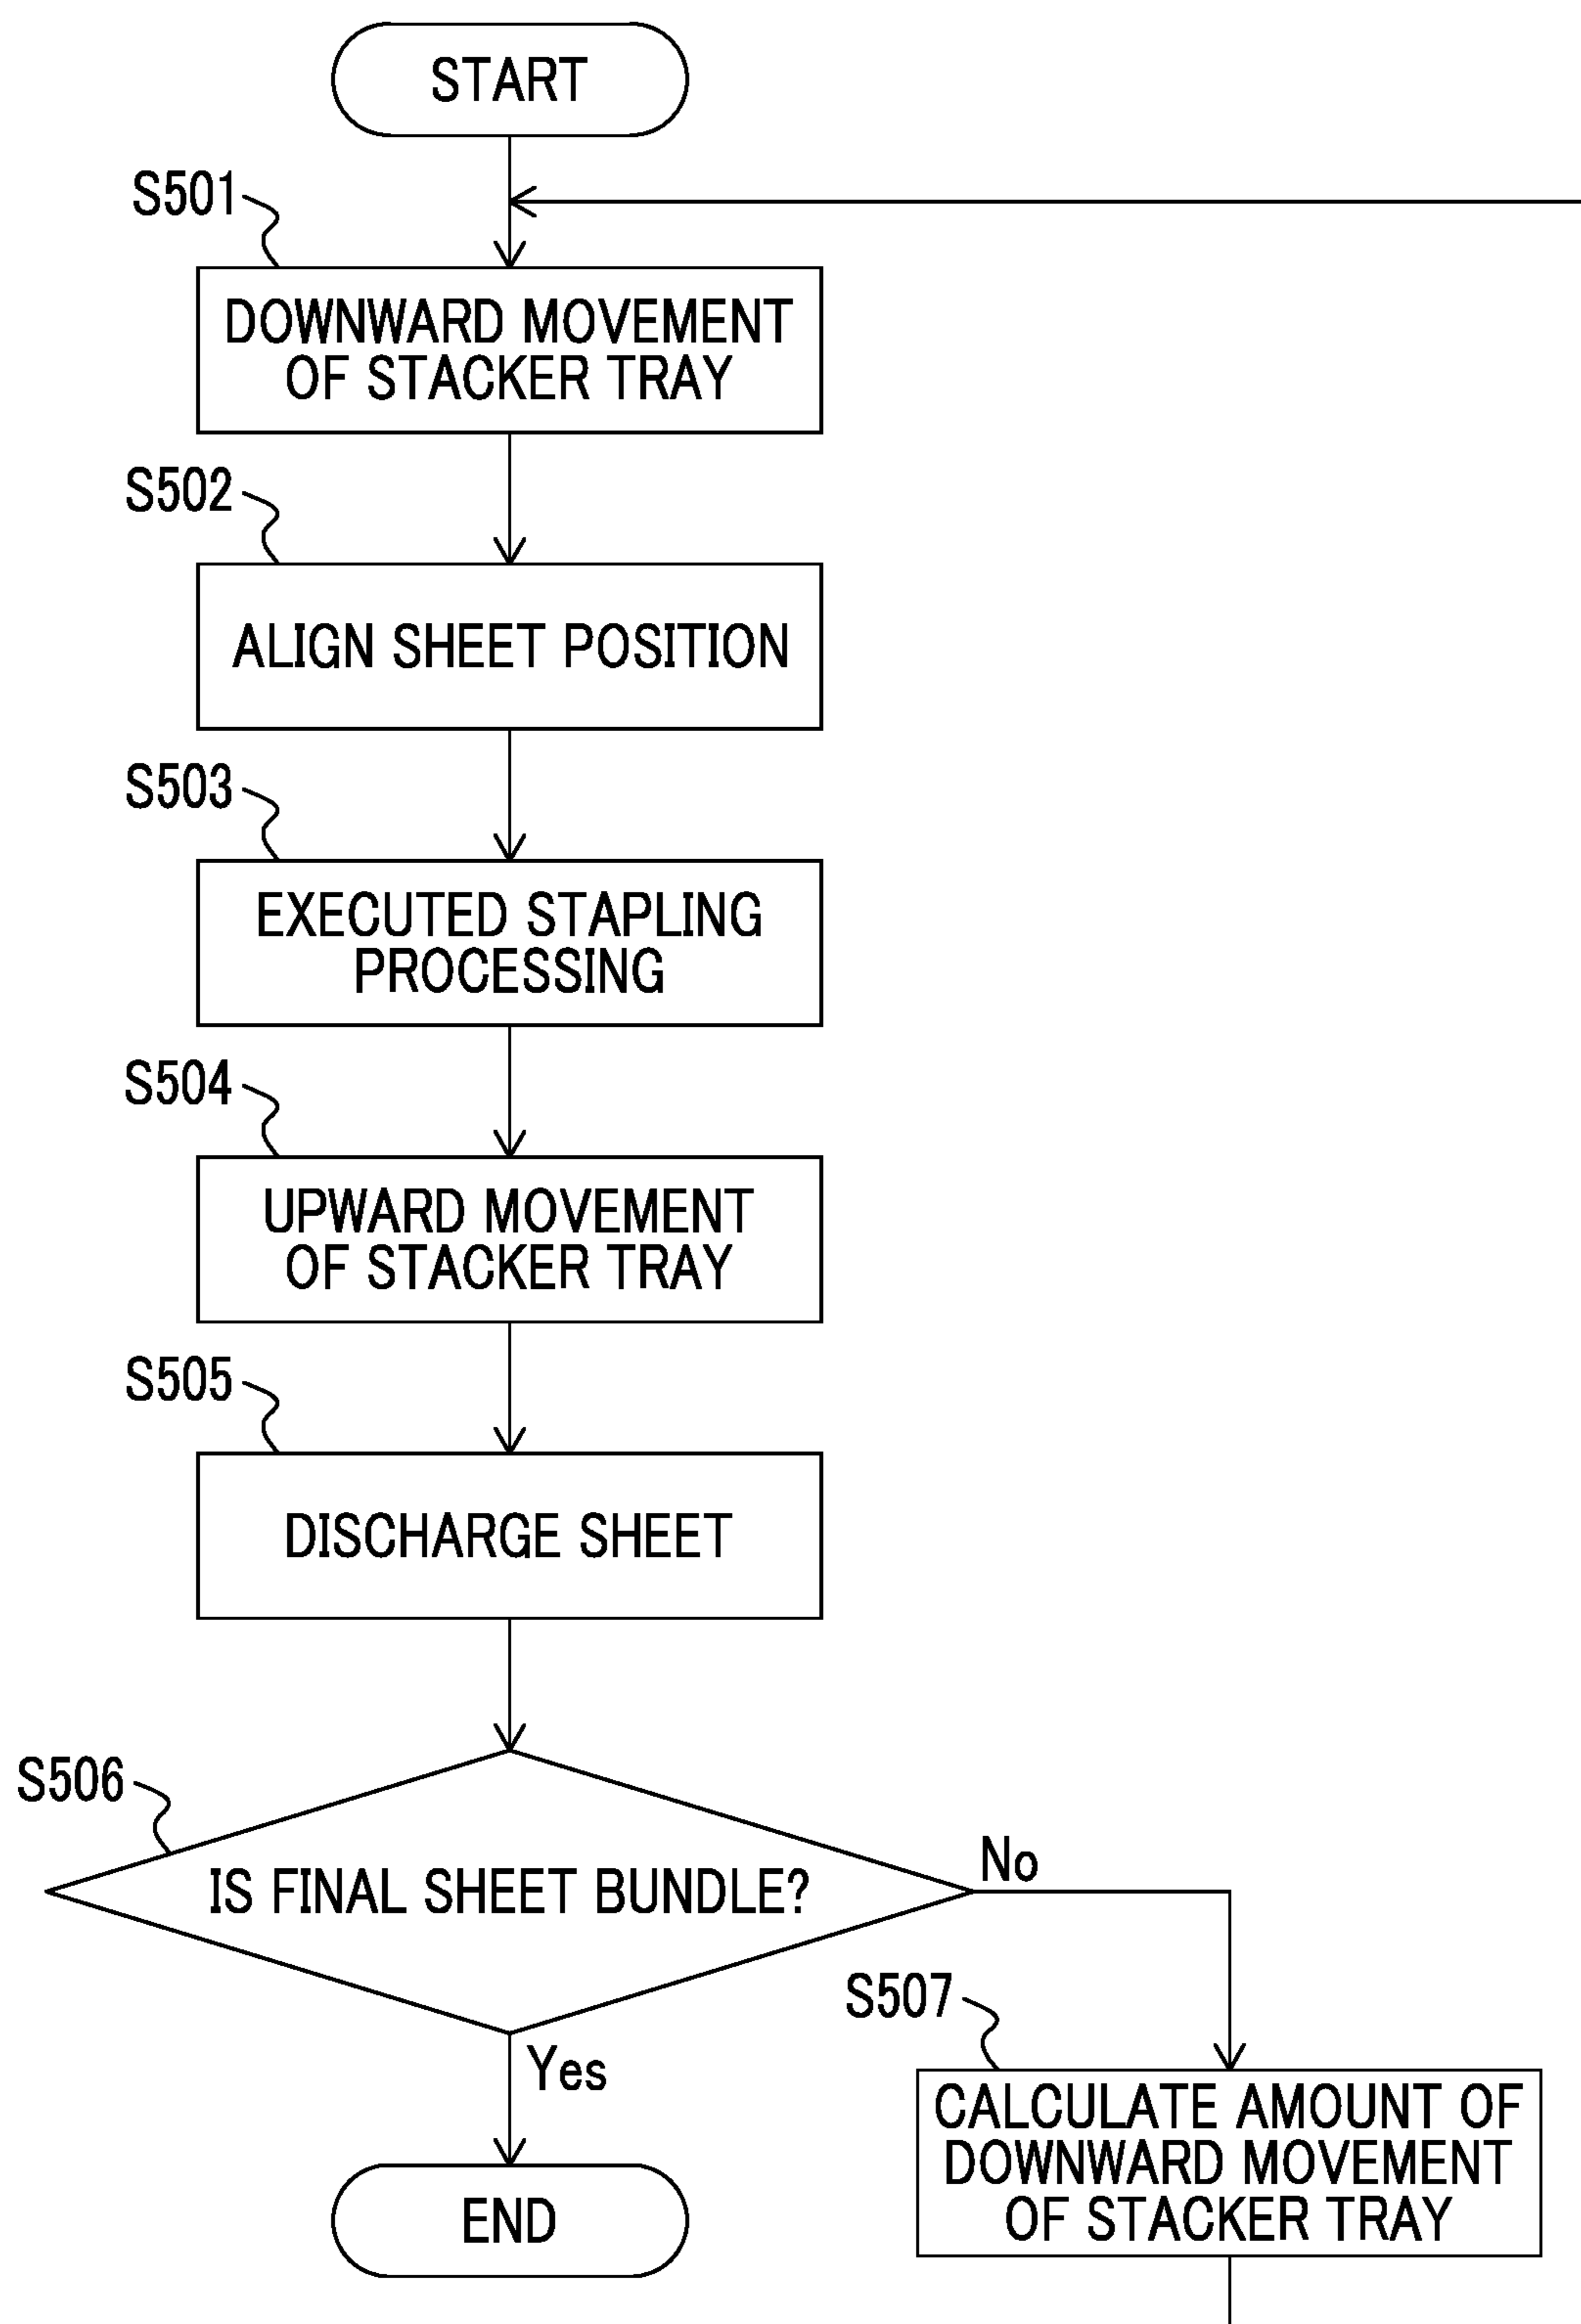 START
S501
DOWNWARD MOVEMENT
OF STACKER TRAY
S502
ALIGN SHEET POSITION
S503
EXECUTED STAPLING
PROCESSING
S504
UPWARD MOVEMENT
OF STACKER TRAY
S505
DISCHARGE SHEET
S506
IS FINAL SHEET BUNDLE?
No
Yes
S507
CALCULATE AMOUNT OF
DOWNWARD MOVEMENT
OF STACKER TRAY
END